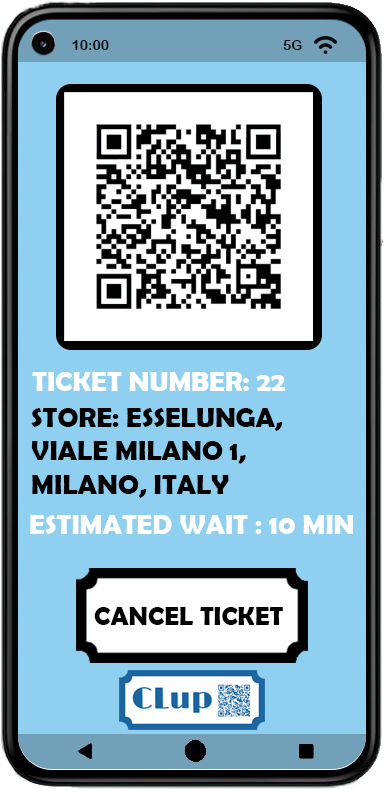 10:00
5G
TICKET NUMBER: 22
STORE: ESSELUNGA,
VIALE MILANO 1,
MILANO, ITALY
ESTIMATED WAIT : 10 MIN
CANCEL TICKET
CLup